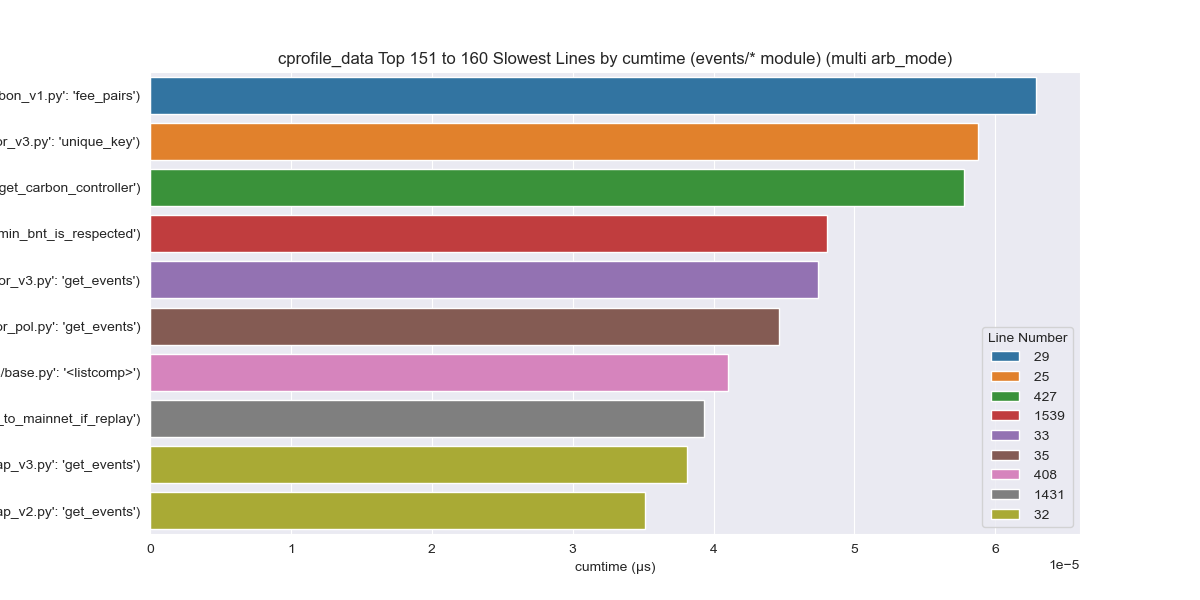 cprofile_data Top 151 to 160 Slowest Lines by cumtime (events/* module) (multi arb_mode)
bon_v1.py': 'fee_pairs')
or_v3.py': 'unique_key')
get_carbon_controller')
min_bnt_is_respected')
or_v3.py': 'get_events')
or_pol.py': 'get_events')
/base.py': '<listcomp>')
_to_mainnet_if_replay')
ap_v3.py': 'get_events')
ap_v2.py': 'get_events')
Line Number
29
25
427
1539
33
35
408
1431
32
0 1 2 3 4 5 6
1e−5
cumtime (µs)